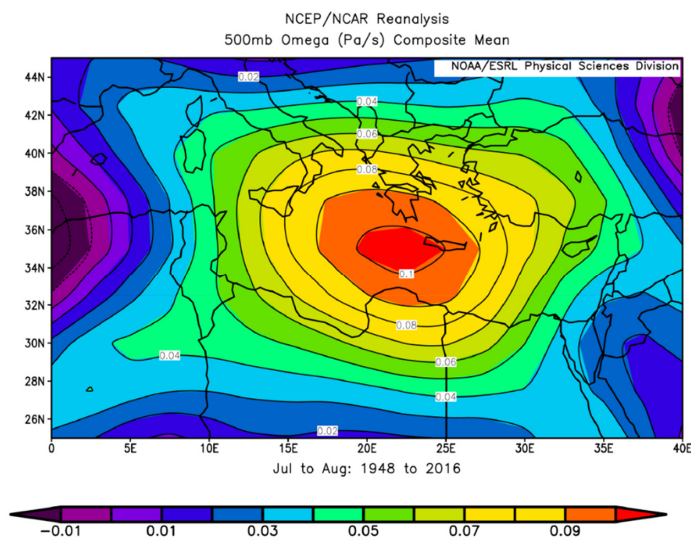 NCEP/NCAR Reanalysis
500mb Omega (Pa/s) Composite Mean
NOAA/ESRL Physical Sciences Division
44N
42N
40N
38N
36N
34N
32N
30N
28N
26N
0.02
0.04
0.06
0.08
0.1
0.08
0.06
0.04
0.04
0.02
0 5E 10E 15E 20E 25E 30E 35E 40E
Jul to Aug: 1948 to 2016
-0.01 0.01 0.03 0.05 0.07 0.09